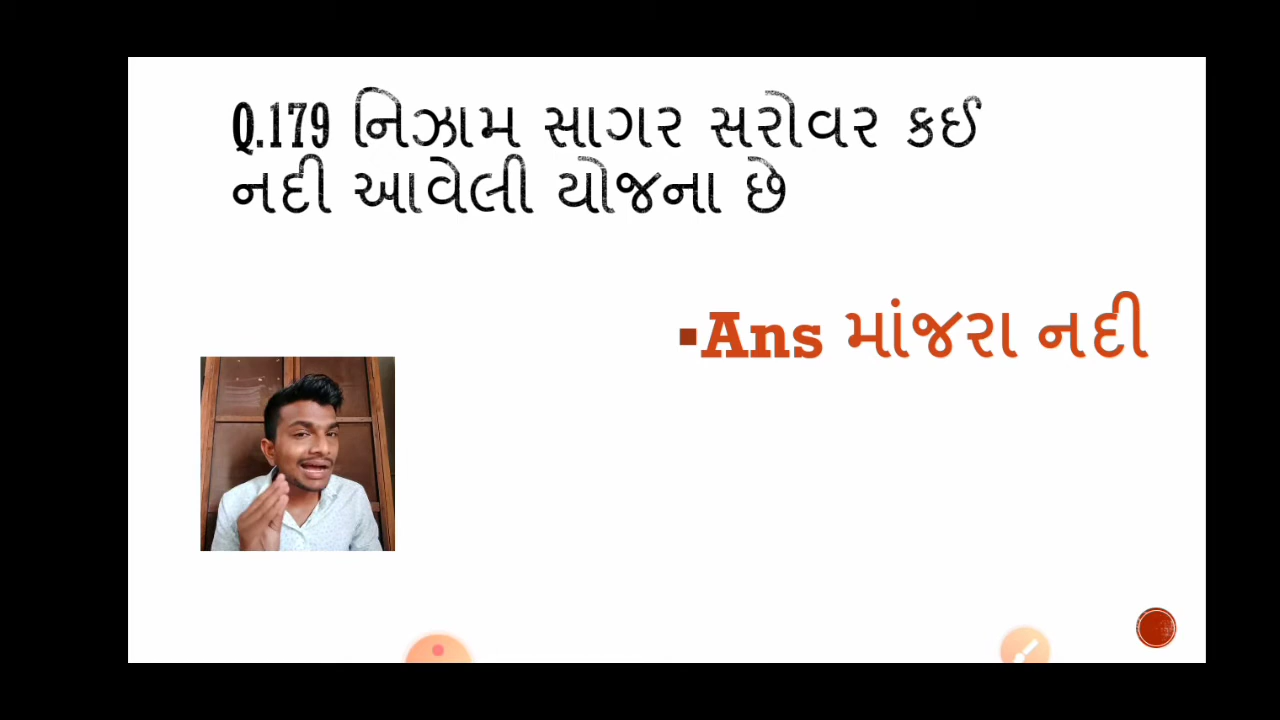 Q.179 નિઝામ સાગર સરોવર કઈ
નદી આવેલી યોજના છે
▪Ans માંજરા નદી